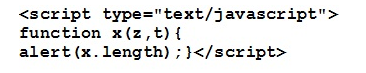 <script type="text/javascript">
function x(z,t){
alert(x.length);}</script>